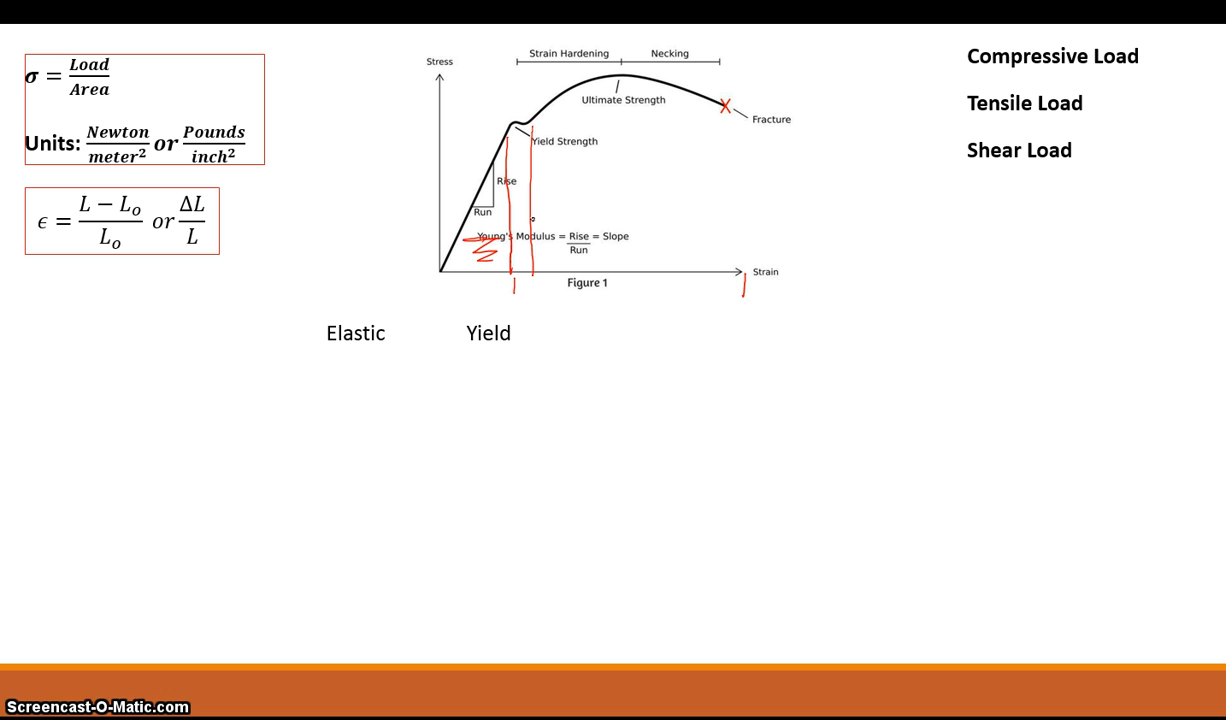 σ = Load / Area
Units: Newton / meter² or Pounds / inch²
ϵ = L − Lₒ / Lₒ or ΔL / L
Stress
Strain Hardening
Necking
Ultimate Strength
Fracture
Yield Strength
Rise
Run
Young's Modulus = Rise / Run = Slope
Strain
Figure 1
Compressive Load
Tensile Load
Shear Load
Elastic
Yield
Screencast-O-Matic.com